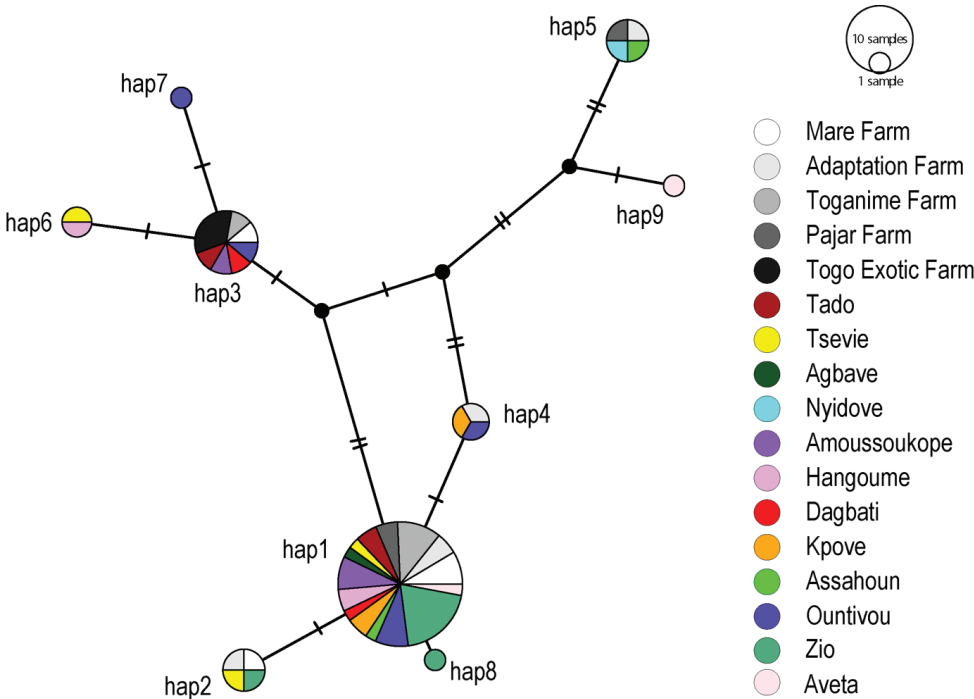 hap5
10 samples
1 sample
hap7
hap9
hap6
hap3
hap4
hap1
hap2
hap8
Mare Farm
Adaptation Farm
Toganime Farm
Pajar Farm
Togo Exotic Farm
Tado
Tsevie
Agbave
Nyidove
Amoussoukope
Hangoume
Dagbati
Kpove
Assahoun
Ountivou
Zio
Aveta